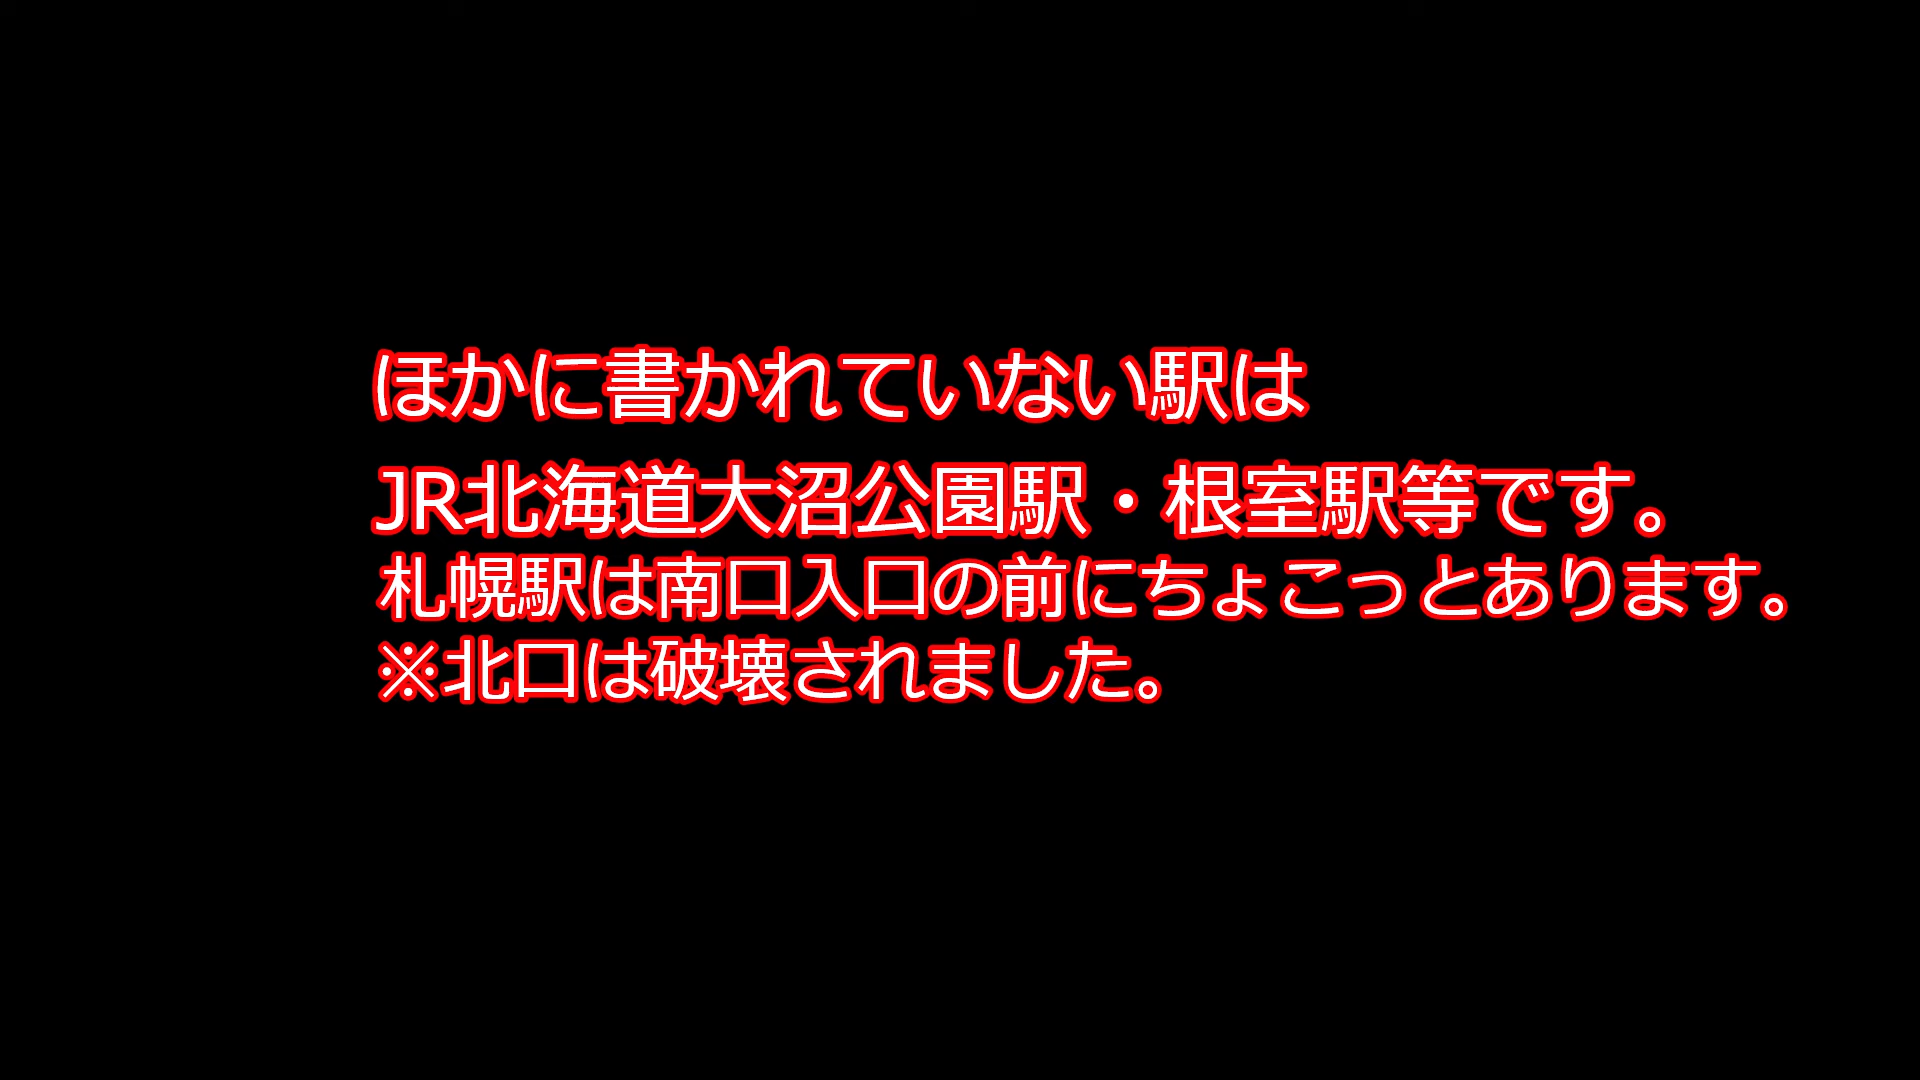 ほかに書かれていない駅は
JR北海道大沼公園駅・根室駅等です。
札幌駅は南口入口の前にちょこっとあります。
※北口は破壊されました。